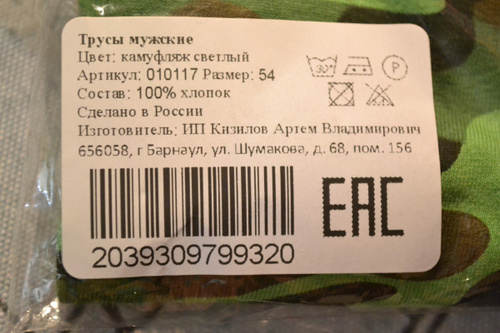 Трусы мужские
Цвет: камуфляж светлый
Артикул: 010117 Размер: 54
Состав: 100% хлопок
Сделано в России
Изготовитель: ИП Кизилов Артем Владимирович
656058, г Барнаул, ул. Шумакова, д. 68, пом. 156
30°
P
2039309799320
EAC